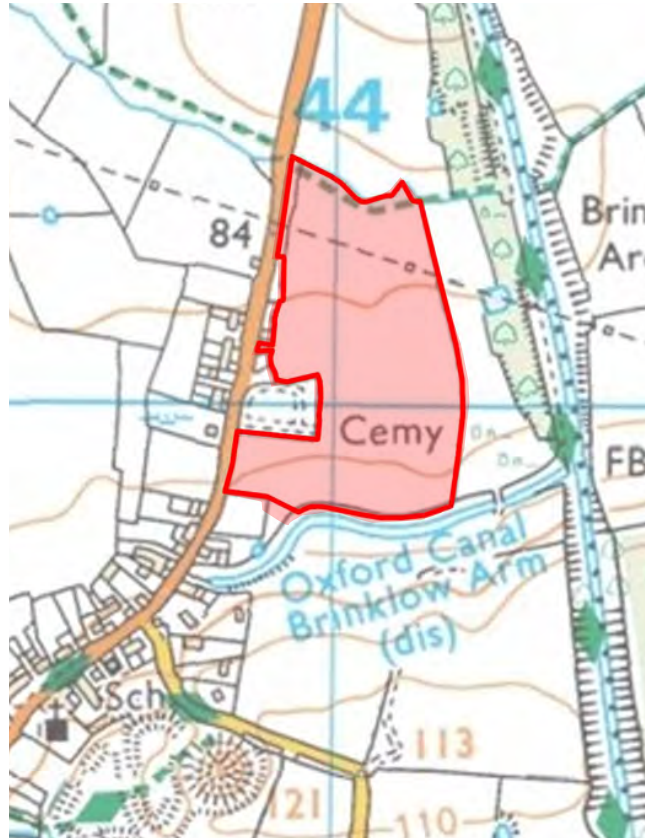 44
84
Brin
Ar
Cemy
FB
Oxford Canal
Brinklow Arm
(dis)
Sch
113
121
110